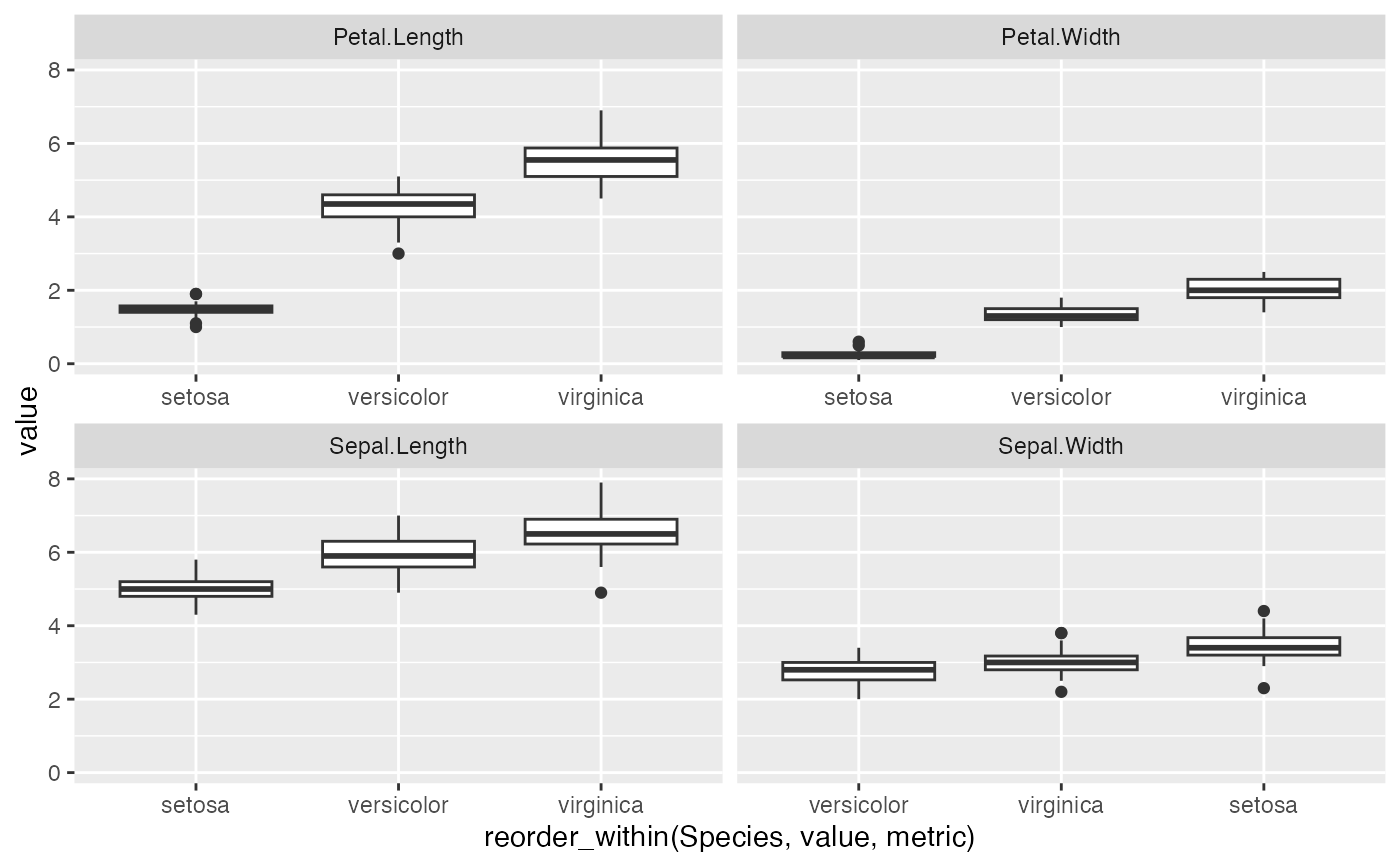 Petal.Length Petal.Width
8
6
4
2
0
setosa versicolor virginica setosa versicolor virginica
value
Sepal.Length Sepal.Width
8
6
4
2
0
setosa versicolor virginica versicolor virginica setosa
reorder_within(Species, value, metric)